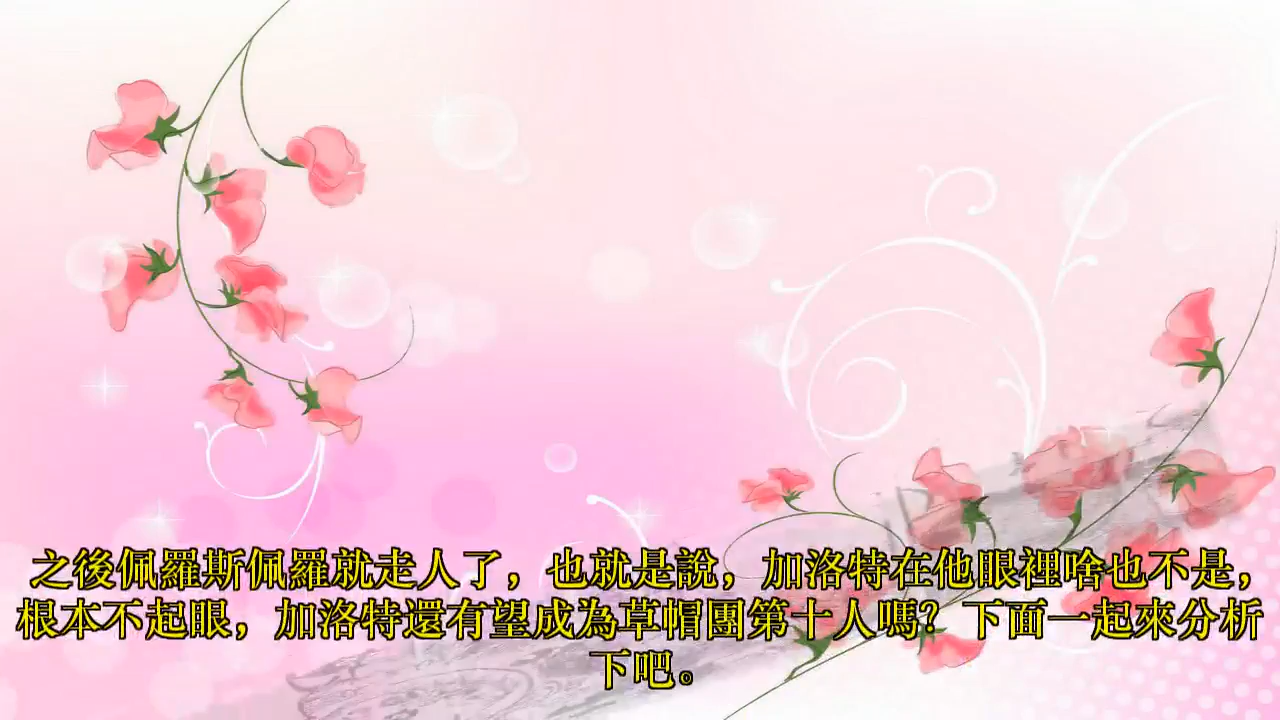 之後佩羅斯佩羅就走人了，也就是說，加洛特在他眼裡啥也不是，
根本不起眼，加洛特還有望成為草帽團第十人嗎？下面一起來分析
下吧。